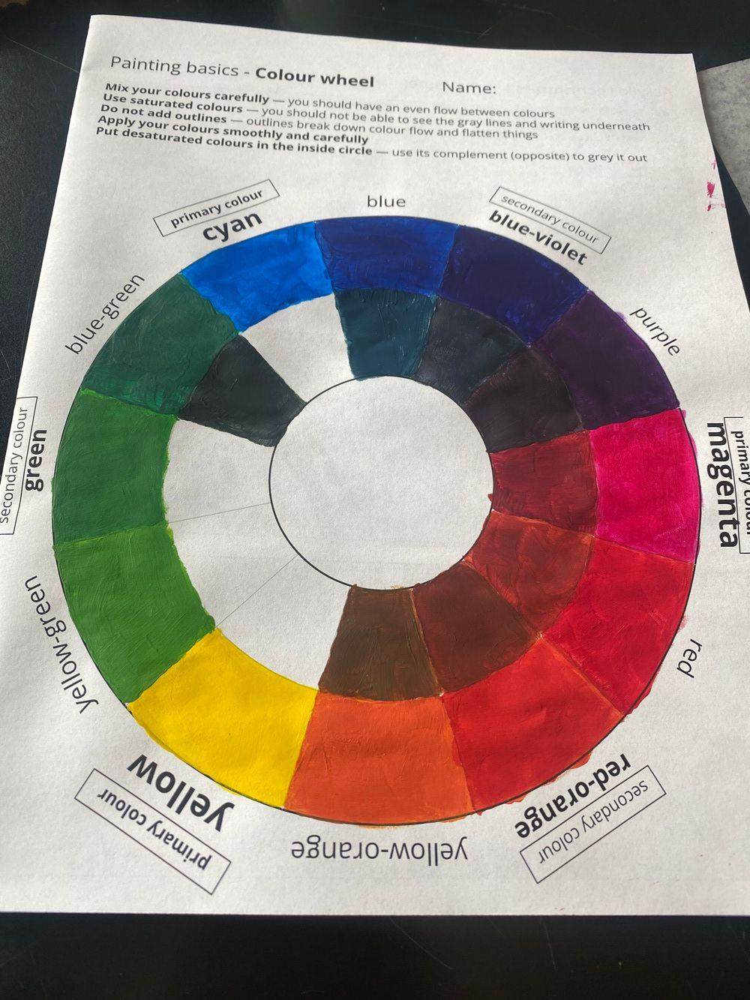 Painting basics - Colour wheel
Name:
Mix your colours carefully — you should have an even flow between colours
Use saturated colours — you should not be able to see the gray lines and writing underneath
Do not add outlines — outlines break down colour flow and flatten things
Apply your colours smoothly and carefully
Put desaturated colours in the inside circle — use its complement (opposite) to grey it out
blue
secondary colour
blue-violet
purple
primary
magenta
red
red-orange
secondary colour
yellow-orange
yellow
primary colour
yellow-green
secondary colour
green
blue-green
primary colour
cyan